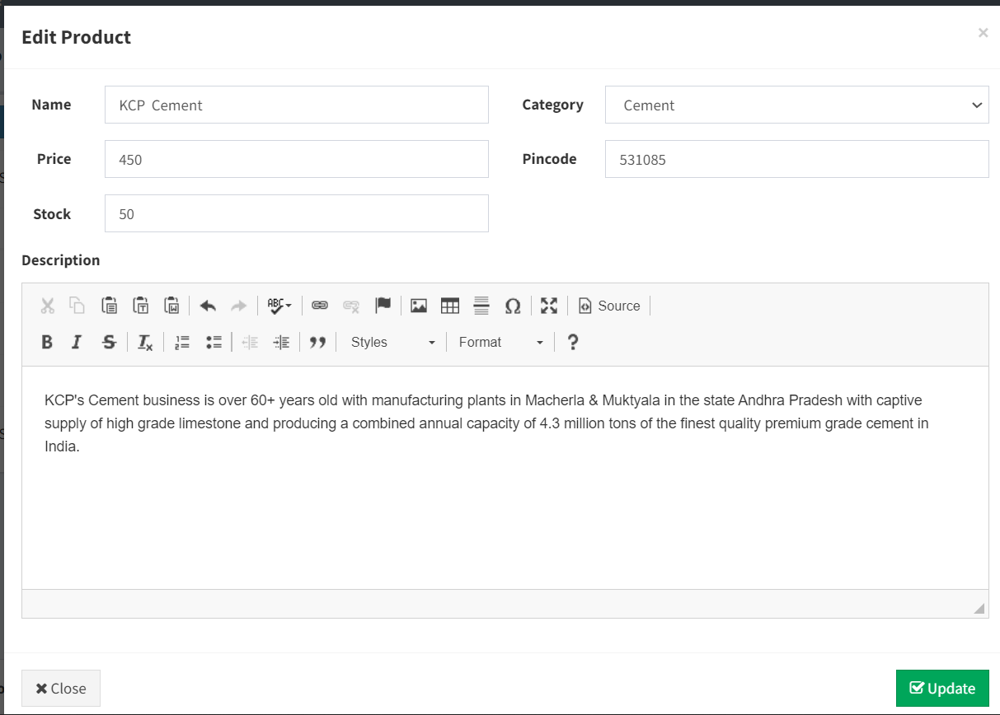 Edit Product
×
Name
KCP  Cement
Category
Cement
Price
450
Pincode
531085
Stock
50
Description
ABC
Source
B I S Tx
Styles
Format
?
KCP's Cement business is over 60+ years old with manufacturing plants in Macherla & Muktyala in the state Andhra Pradesh with captive
supply of high grade limestone and producing a combined annual capacity of 4.3 million tons of the finest quality premium grade cement in
India.
Close
Update